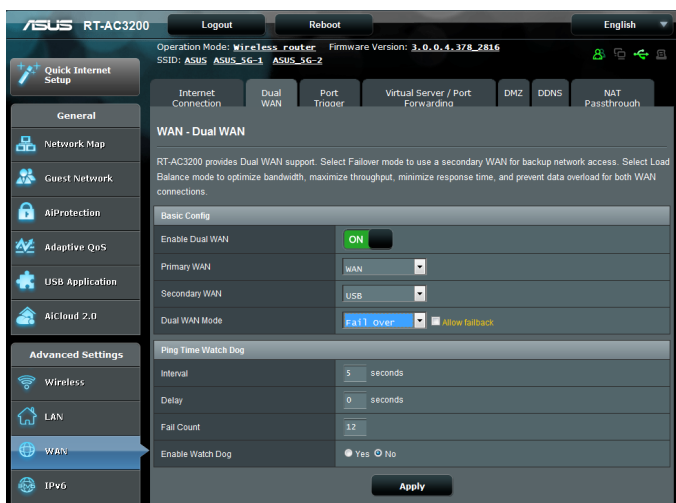 ASUS RT-AC3200
Logout
Reboot
English
Operation Mode: Wireless router Firmware Version: 3.0.0.4.378_2816
SSID: ASUS ASUS_5G-1 ASUS_5G-2
Quick Internet
Setup
General
Network Map
Guest Network
AiProtection
Adaptive QoS
USB Application
AiCloud 2.0
Advanced Settings
Wireless
LAN
WAN
IPv6
Internet
Connection
Dual
WAN
Port
Trigger
Virtual Server / Port
Forwarding
DMZ
DDNS
NAT
Passthrough
WAN - Dual WAN
RT-AC3200 provides Dual WAN support. Select Failover mode to use a secondary WAN for backup network access. Select Load
Balance mode to optimize bandwidth, maximize throughput, minimize response time, and prevent data overload for both WAN
connections.
Basic Config
Enable Dual WAN
ON
Primary WAN
WAN
Secondary WAN
USB
Dual WAN Mode
Fail Over
Allow failback
Ping Time Watch Dog
Interval
5 seconds
Delay
0 seconds
Fail Count
12
Enable Watch Dog
Yes No
Apply